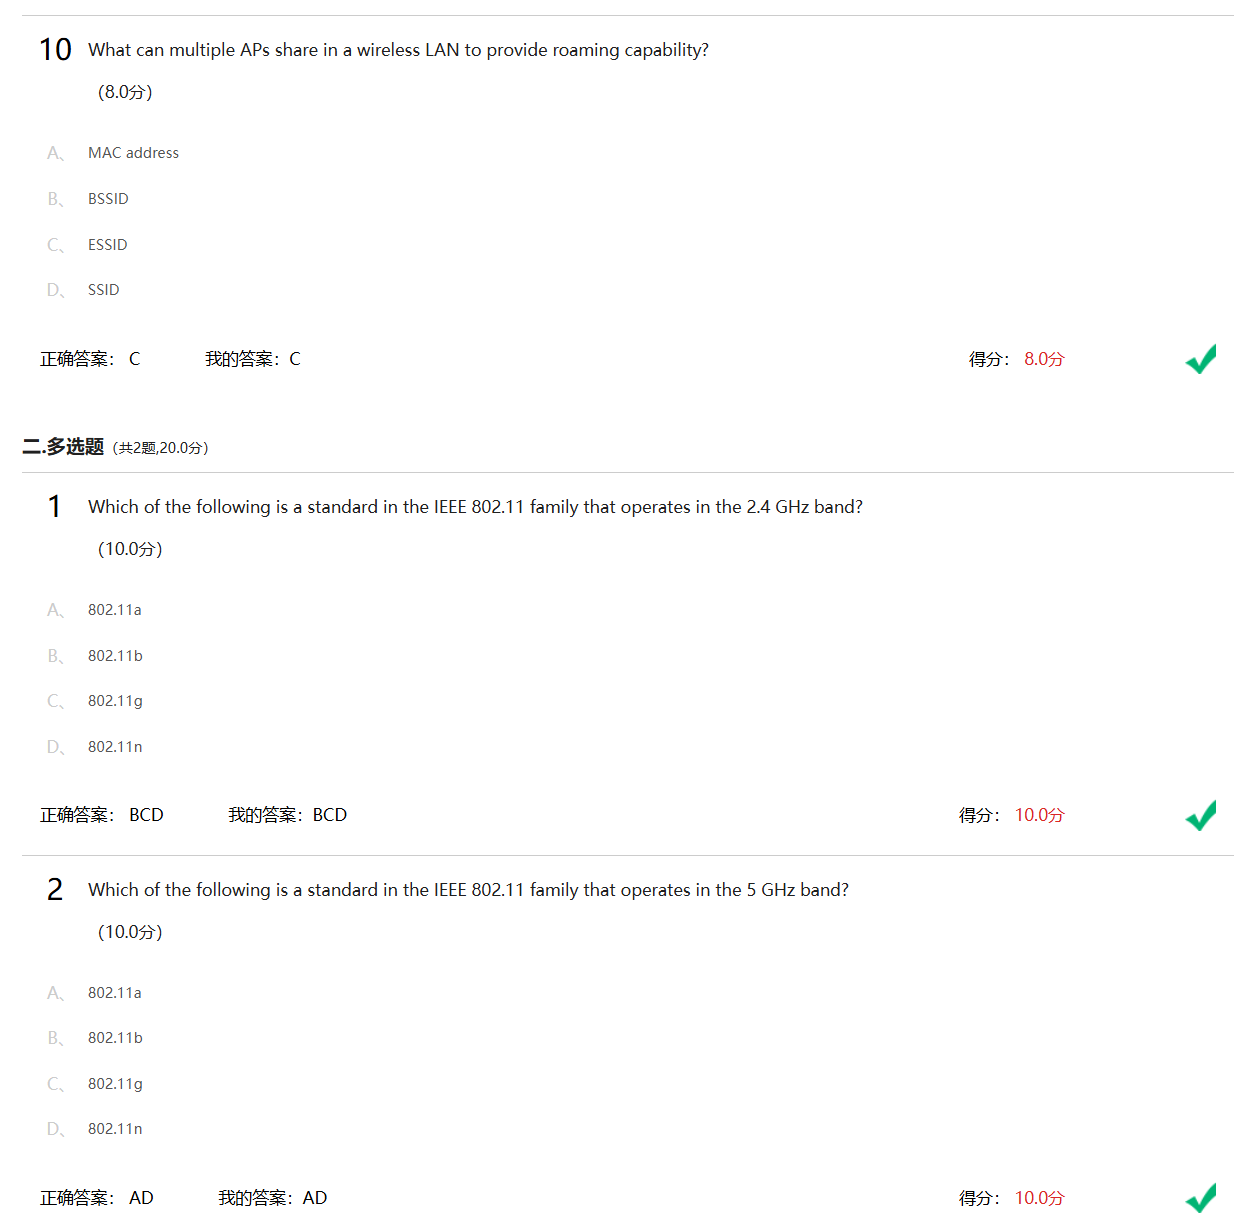 10 What can multiple APs share in a wireless LAN to provide roaming capability?
(8.0分)
A、 MAC address
B、 BSSID
C、 ESSID
D、 SSID
正确答案： C 我的答案：C 得分： 8.0分
二.多选题 （共2题,20.0分）
1 Which of the following is a standard in the IEEE 802.11 family that operates in the 2.4 GHz band?
(10.0分)
A、 802.11a
B、 802.11b
C、 802.11g
D、 802.11n
正确答案： BCD 我的答案：BCD 得分： 10.0分
2 Which of the following is a standard in the IEEE 802.11 family that operates in the 5 GHz band?
(10.0分)
A、 802.11a
B、 802.11b
C、 802.11g
D、 802.11n
正确答案： AD 我的答案：AD 得分： 10.0分